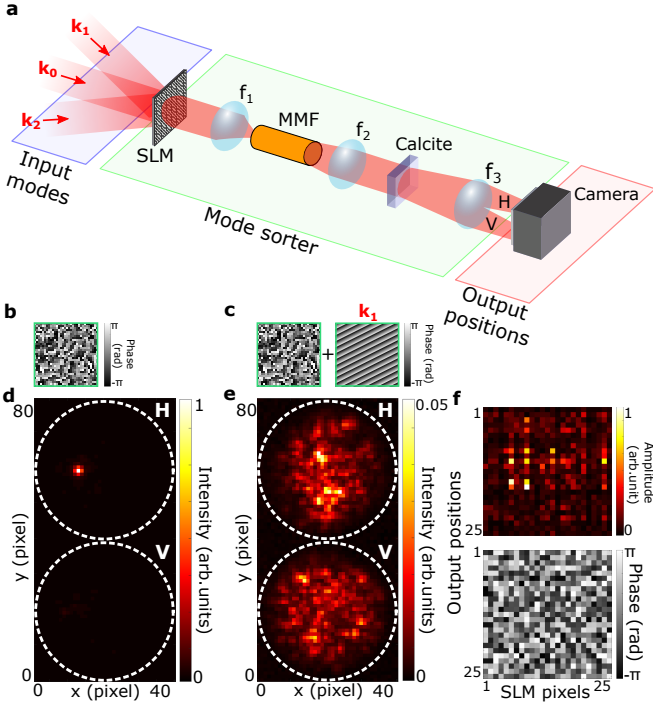 a
k1
k0
k2
SLM
Input
modes
f1
MMF
f2
Calcite
f3
H
V
Camera
Mode sorter
Output
positions
b
π
-π
Phase
(rad)
c
k1
+
π
-π
Phase (rad)
d
80
H
V
y (pixel)
0
0
x (pixel)
40
1
0
Intensity (arb.units)
e
80
H
V
y (pixel)
0
0
x (pixel)
40
0.05
0
Intensity (arb.units)
f
1
25
1
0
Amplitude
(arb.unit)
Output positions
1
25
1
SLM pixels
25
π
-π
Phase (rad)